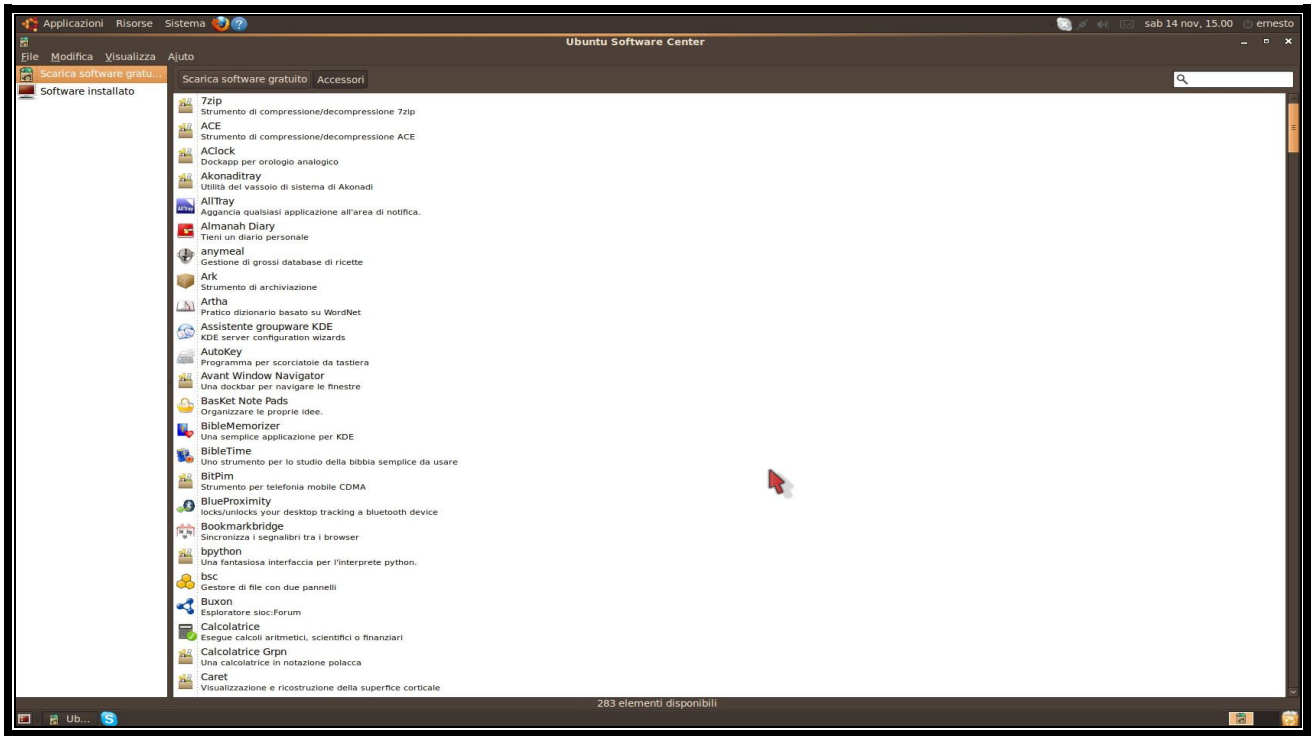 Applicazioni Risorse Sistema sab 14 nov, 15.00 ernesto
Ubuntu Software Center
File Modifica Visualizza Aiuto
Scarica software gratu...
Software installato
Scarica software gratuito Accessori
7zip
Strumento di compressione/decompressione 7zip
ACE
Strumento di compressione/decompressione ACE
AClock
Dockapp per orologio analogico
Akonaditray
Utilità del vassoio di sistema di Akonadi
AllTray
AllTray
Aggancia qualsiasi applicazione all'area di notifica.
Almanah Diary
Tieni un diario personale
anymeal
Gestione di grossi database di ricette
Ark
Strumento di archiviazione
Artha
Pratico dizionario basato su WordNet
Assistente groupware KDE
KDE server configuration wizards
AutoKey
Programma per scorciatoie da tastiera
Avant Window Navigator
Una dockbar per navigare le finestre
BasKet Note Pads
Organizzare le proprie idee.
BibleMemorizer
Una semplice applicazione per KDE
BibleTime
Uno strumento per lo studio della bibbia semplice da usare
BitPim
Strumento per telefonia mobile CDMA
BlueProximity
locks/unlocks your desktop tracking a bluetooth device
Bookmarkbridge
Sincronizza i segnalibri tra i browser
bpython
Una fantasiosa interfaccia per l'interprete python.
bsc
Gestore di file con due pannelli
Buxon
Esploratore sioc:Forum
Calcolatrice
Esegue calcoli aritmetici, scientifici o finanziari
Calcolatrice Grpn
Una calcolatrice in notazione polacca
Caret
Visualizzazione e ricostruzione della superfice corticale
283 elementi disponibili
Ub...